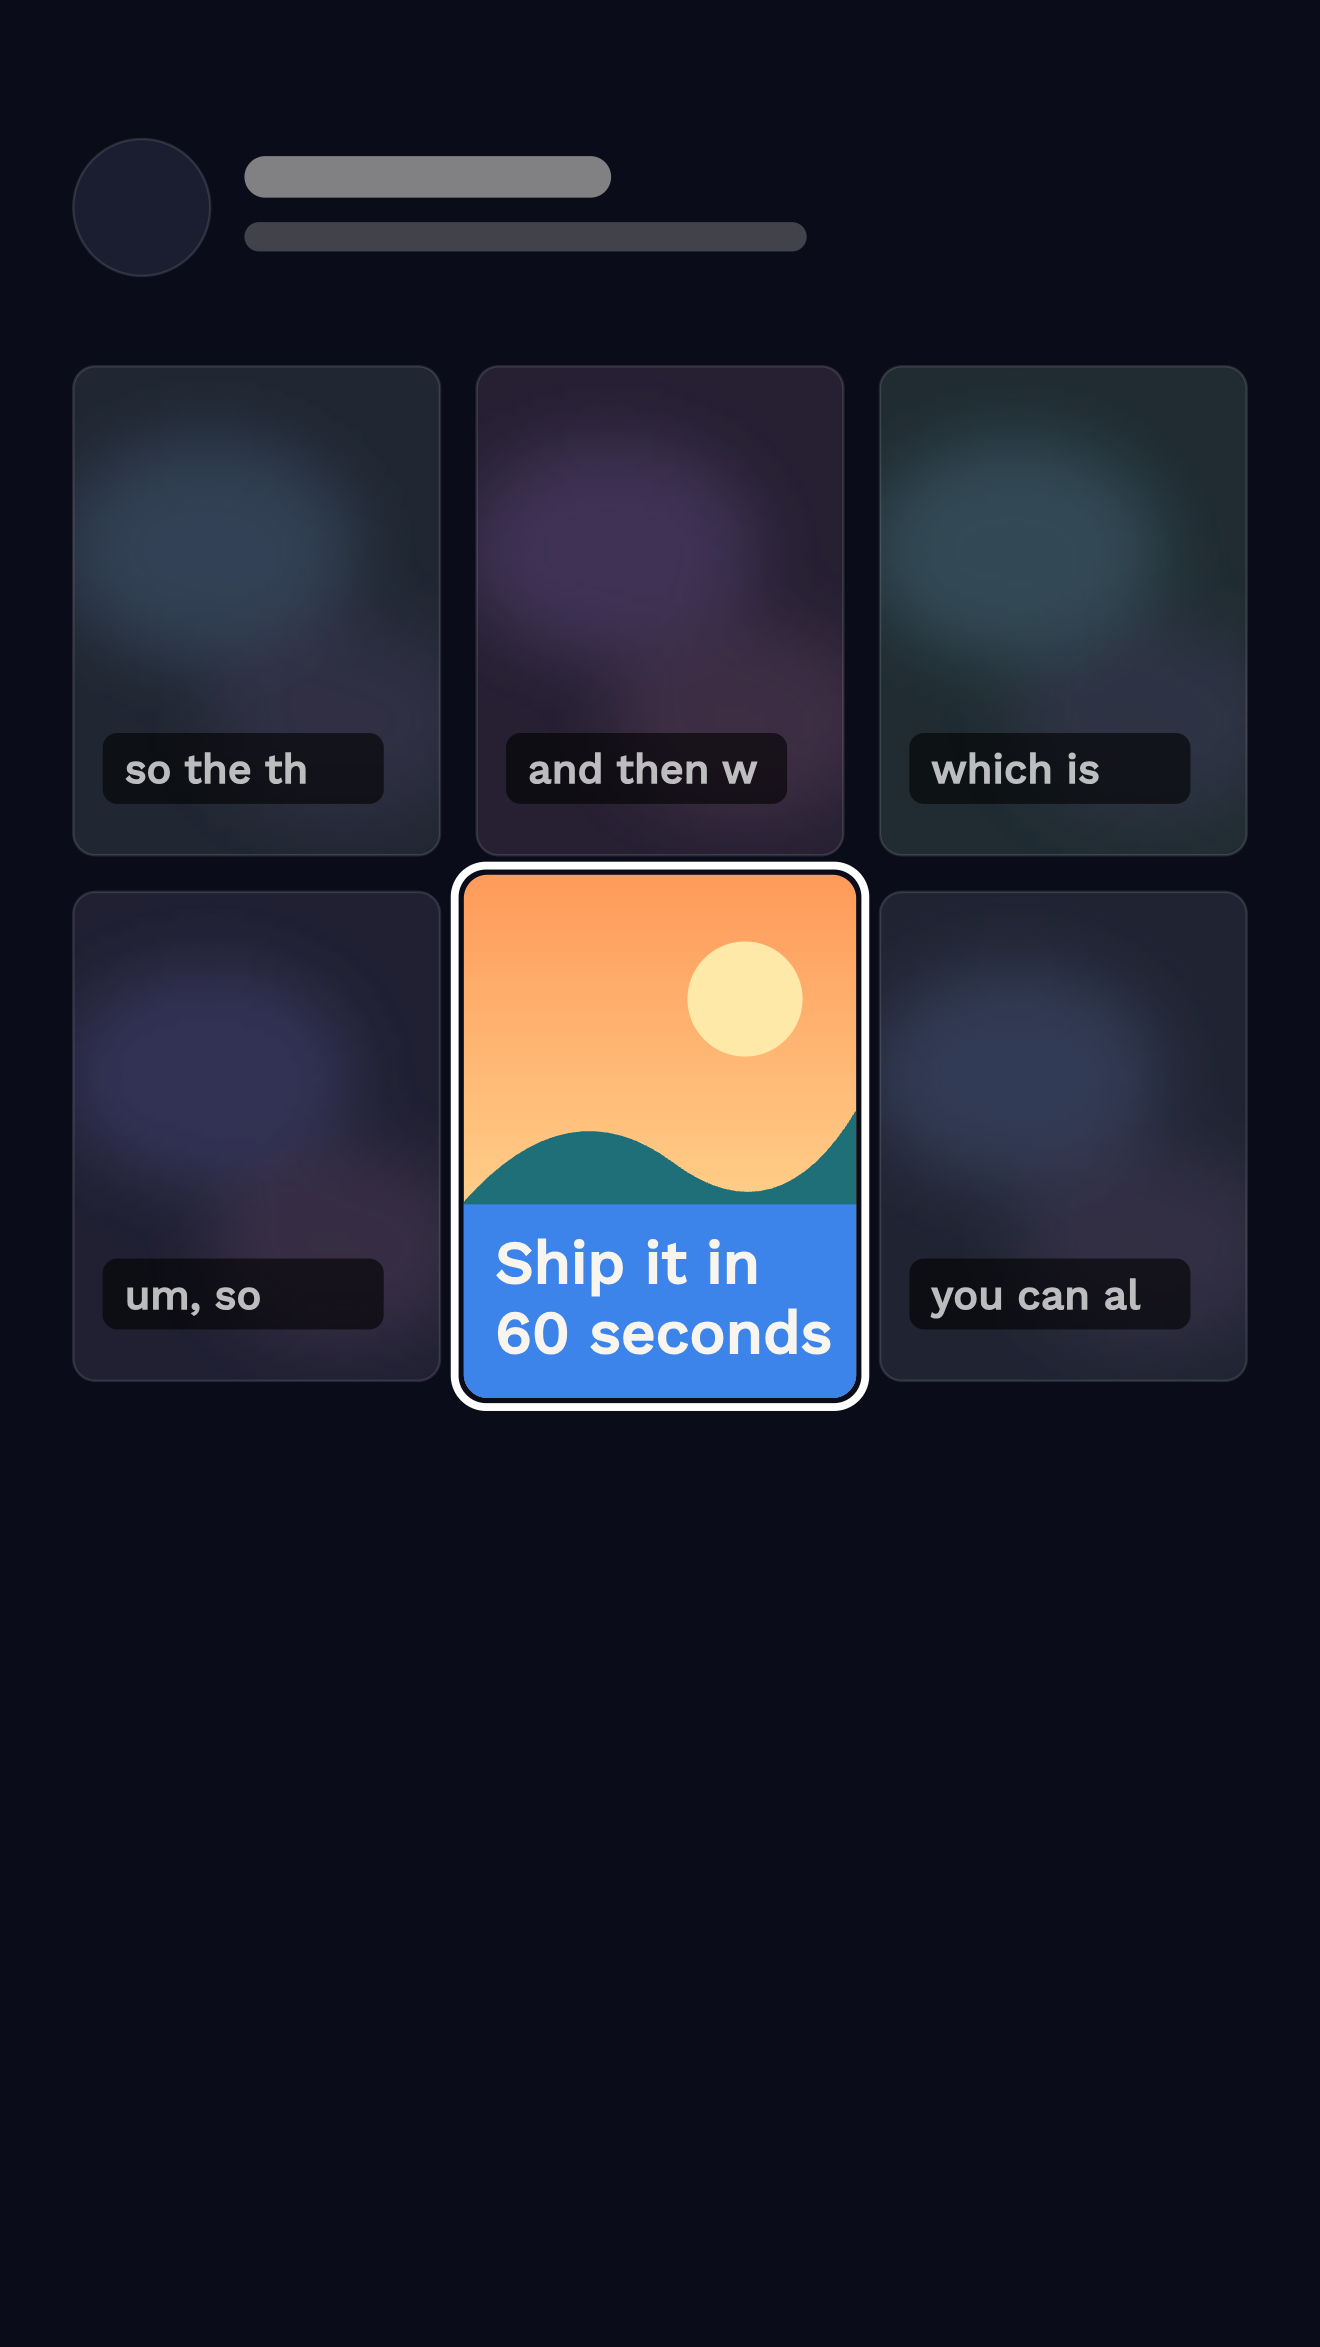 so the th
and then w
which is
um, so
Ship it in
60 seconds
you can al